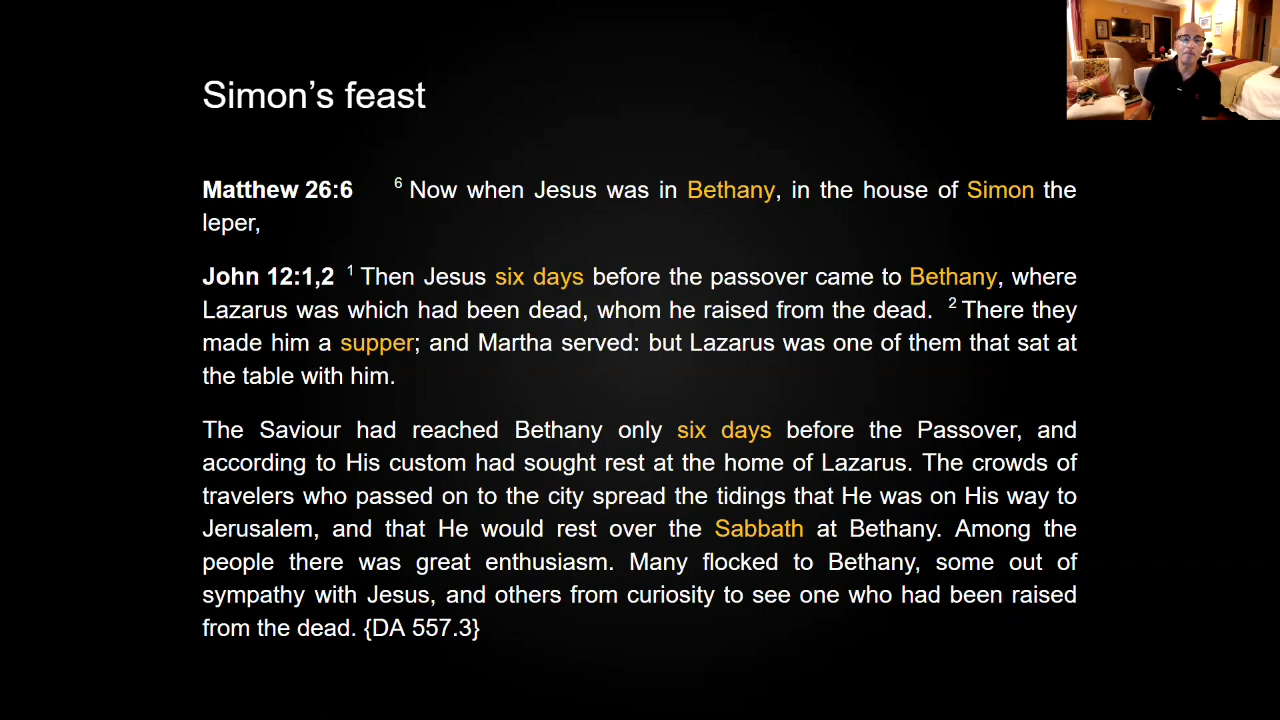 Simon’s feast
Matthew 26:6 6 Now when Jesus was in Bethany, in the house of Simon the
leper,
John 12:1,2 1 Then Jesus six days before the passover came to Bethany, where
Lazarus was which had been dead, whom he raised from the dead. 2 There they
made him a supper; and Martha served: but Lazarus was one of them that sat at
the table with him.
The Saviour had reached Bethany only six days before the Passover, and
according to His custom had sought rest at the home of Lazarus. The crowds of
travelers who passed on to the city spread the tidings that He was on His way to
Jerusalem, and that He would rest over the Sabbath at Bethany. Among the
people there was great enthusiasm. Many flocked to Bethany, some out of
sympathy with Jesus, and others from curiosity to see one who had been raised
from the dead. {DA 557.3}